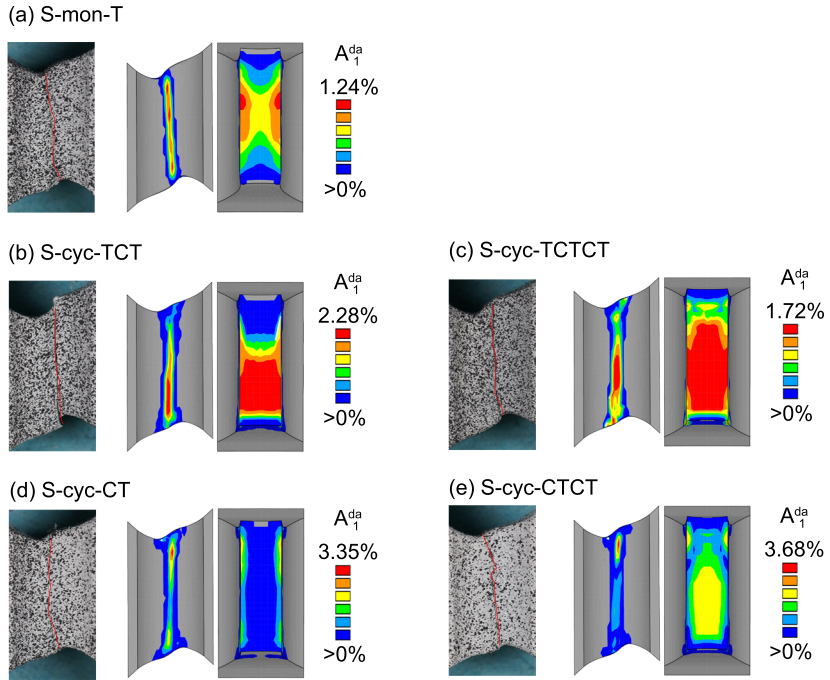 (a) S-mon-T
A₁ᵈᵃ
1.24%
>0%
(b) S-cyc-TCT
A₁ᵈᵃ
2.28%
>0%
(c) S-cyc-TCTCT
A₁ᵈᵃ
1.72%
>0%
(d) S-cyc-CT
A₁ᵈᵃ
3.35%
>0%
(e) S-cyc-CTCT
A₁ᵈᵃ
3.68%
>0%